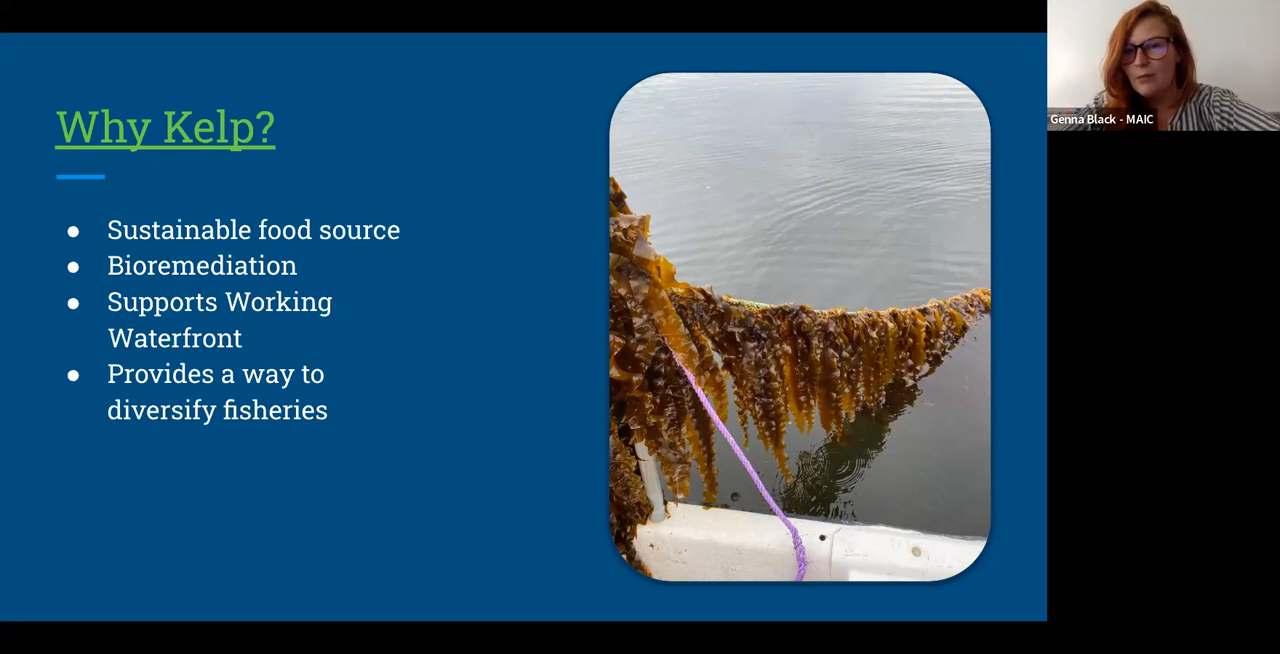 Why Kelp?
● Sustainable food source
● Bioremediation
● Supports Working
Waterfront
● Provides a way to
diversify fisheries
Genna Black - MAIC